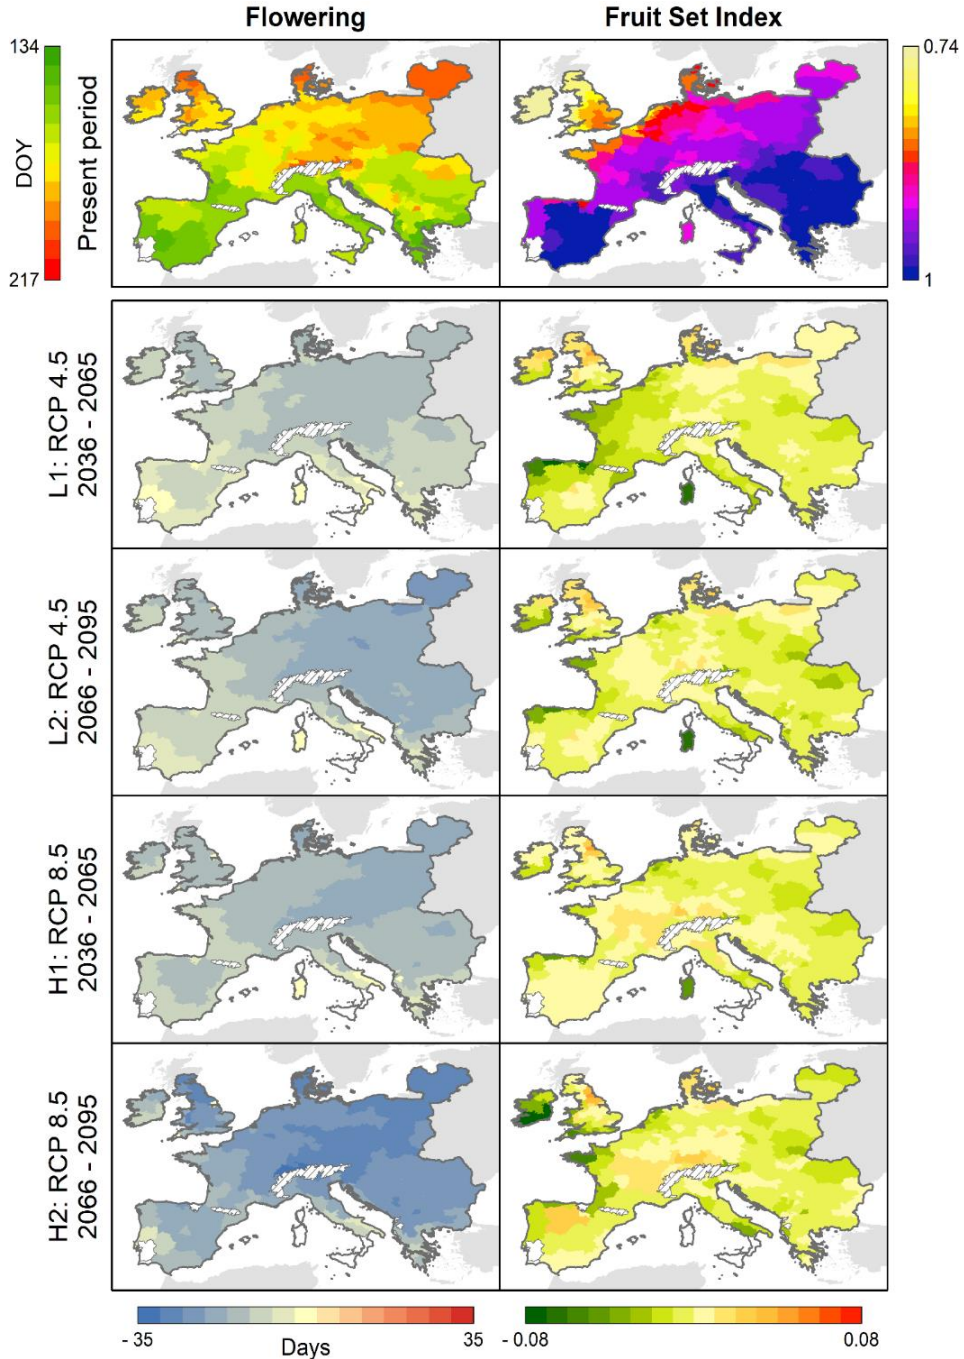 Flowering
Fruit Set Index
134
DOY
217
Present period
0.74
1
L1: RCP 4.5
2036 - 2065
L2: RCP 4.5
2066 - 2095
H1: RCP 8.5
2036 - 2065
H2: RCP 8.5
2066 - 2095
- 35
Days
35
- 0.08
0.08